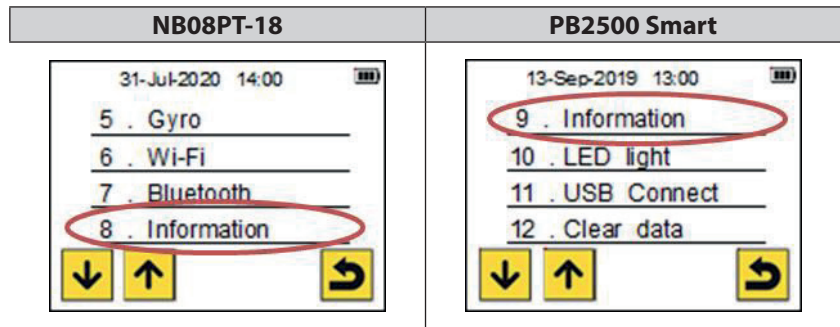 NB08PT-18
PB2500 Smart
31-Jul-2020 14:00
5 . Gyro
6 . Wi-Fi
7 . Bluetooth
8 . Information
13-Sep-2019 13:00
9 . Information
10 . LED light
11 . USB Connect
12 . Clear data